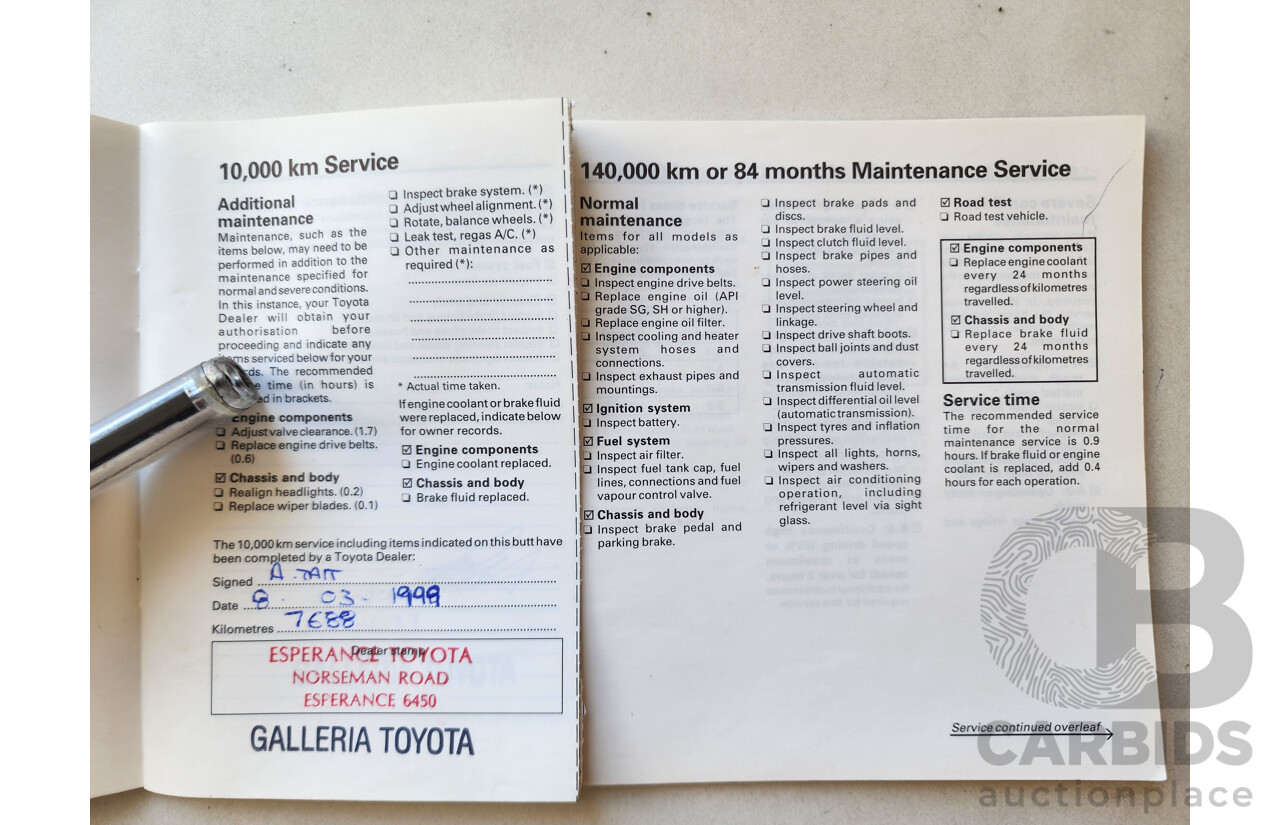 10,000 km Service
Additional
maintenance
Maintenance, such as the
items below, may need to be
performed in addition to the
maintenance specified for
normal and severe conditions.
In this instance, your Toyota
Dealer will obtain your
authorisation before
proceeding and indicate any
serviced below for your
The recommended
time (in hours) is
in brackets.
Engine components
☐ Adjust valve clearance. (1.7)
☐ Replace engine drive belts.
(0.6)
☑ Chassis and body
☐ Realign headlights. (0.2)
☐ Replace wiper blades. (0.1)
☐ Inspect brake system. (*)
☐ Adjust wheel alignment. (*)
☐ Rotate, balance wheels. (*)
☐ Leak test, regas A/C. (*)
☐ Other maintenance as
required (*):
* Actual time taken.
If engine coolant or brake fluid
were replaced, indicate below
for owner records.
☑ Engine components
☐ Engine coolant replaced.
☑ Chassis and body
☐ Brake fluid replaced.
The 10,000 km service including items indicated on this butt have
been completed by a Toyota Dealer:
Signed A. TAIT
Date 8 . 03 - 1999
Kilometres 7688
Dealer stamp
ESPERANCE TOYOTA
NORSEMAN ROAD
ESPERANCE 6450
GALLERIA TOYOTA
140,000 km or 84 months Maintenance Service
Normal
maintenance
Items for all models as
applicable:
☑ Engine components
☐ Inspect engine drive belts.
☐ Replace engine oil (API
grade SG, SH or higher).
☐ Replace engine oil filter.
☐ Inspect cooling and heater
system hoses and
connections.
☐ Inspect exhaust pipes and
mountings.
☑ Ignition system
☐ Inspect battery.
☑ Fuel system
☐ Inspect air filter.
☐ Inspect fuel tank cap, fuel
lines, connections and fuel
vapour control valve.
☑ Chassis and body
☐ Inspect brake pedal and
parking brake.
☐ Inspect brake pads and
discs.
☐ Inspect brake fluid level.
☐ Inspect clutch fluid level.
☐ Inspect brake pipes and
hoses.
☐ Inspect power steering oil
level.
☐ Inspect steering wheel and
linkage.
☐ Inspect drive shaft boots.
☐ Inspect ball joints and dust
covers.
☐ Inspect automatic
transmission fluid level.
☐ Inspect differential oil level
(automatic transmission).
☐ Inspect tyres and inflation
pressures.
☐ Inspect all lights, horns,
wipers and washers.
☐ Inspect air conditioning
operation, including
refrigerant level via sight
glass.
☑ Road test
☐ Road test vehicle.
☑ Engine components
☐ Replace engine coolant
every 24 months
regardless of kilometres
travelled.
☑ Chassis and body
☐ Replace brake fluid
every 24 months
regardless of kilometres
travelled.
Service time
The recommended service
time for the normal
maintenance service is 0.9
hours. If brake fluid or engine
coolant is replaced, add 0.4
hours for each operation.
Service continued overleaf
CB
CARBIDS
auctionplace